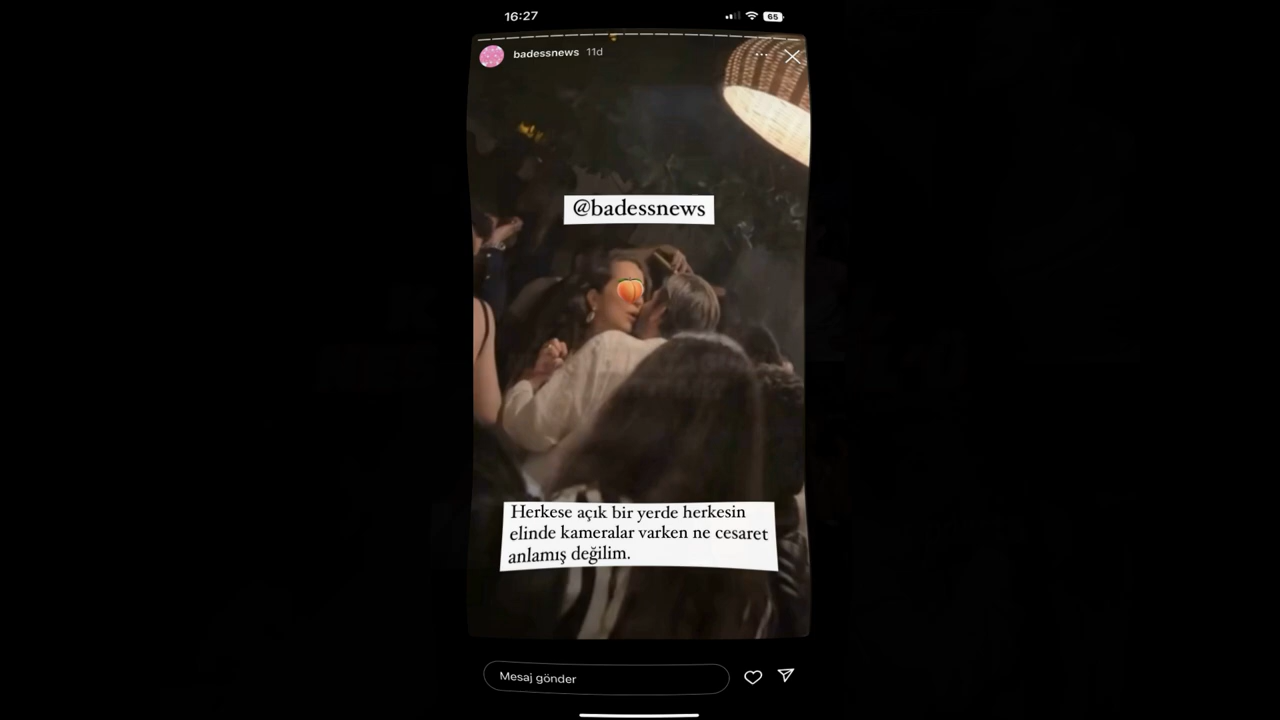 16:27
65
badessnews 11d
@badessnews
Herkese açık bir yerde herkesin
elinde kameralar varken ne cesaret
anlamış değilim.
Mesaj gönder